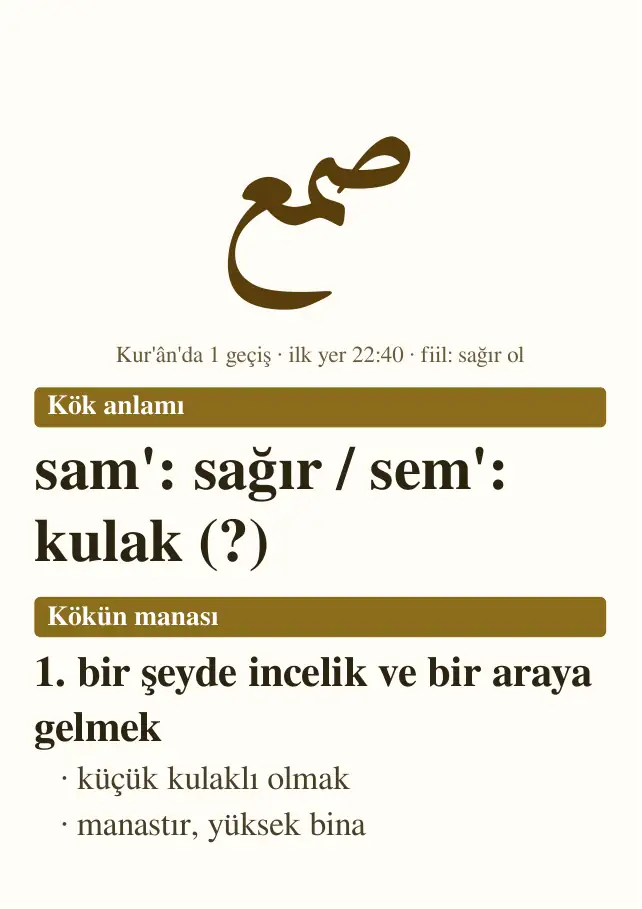 صمع
Kur'ân'da 1 geçiş · ilk yer 22:40 · fiil: sağır ol
Kök anlamı
sam': sağır / sem':
kulak (?)
Kökün manası
1. bir şeyde incelik ve bir araya
gelmek
· küçük kulaklı olmak
· manastır, yüksek bina